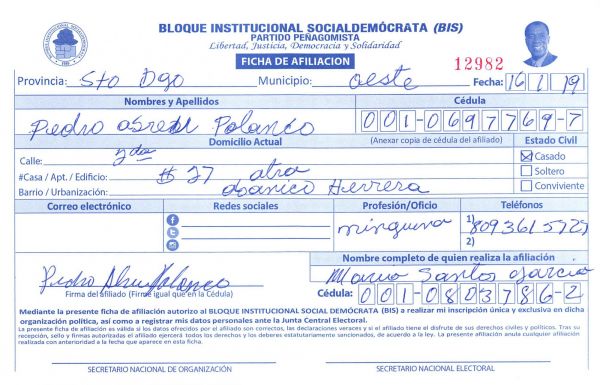 BLOQUE INSTITUCIONAL SOCIALDEMÓCRATA (BIS)
PARTIDO PEÑAGOMISTA
Libertad, Justicia, Democracia y Solidaridad
FICHA DE AFILIACION
12982
Provincia: Sto Dgo Municipio: oeste Fecha: 16/1/19
Nombres y Apellidos Cédula
Pedro Polanco 001-0697769-7
Domicilio Actual (Anexar copia de cédula del afiliado) Estado Civil
Calle: 2da Casado
#Casa / Apt. / Edificio: # 27 Soltero
Barrio / Urbanización: Herrera Conviviente
Correo electrónico Redes sociales Profesión/Oficio Teléfonos
ninguna 1) 809 361 5727
2)
Nombre completo de quien realiza la afiliación
Pedro Polanco Mario Santos Garcia
Firma del afiliado (Firme igual que en la Cédula) Cédula: 001-0803786-2
Mediante la presente ficha de afiliación autorizo al BLOQUE INSTITUCIONAL SOCIAL DEMÓCRATA (BIS) a realizar mi inscripción única y exclusiva en dicha
organización política, así como a registrar mis datos personales ante la Junta Central Electoral.
La presente ficha de afiliación es válida si los datos ofrecidos por el afiliado son correctos, las declaraciones veraces y si el afiliado tiene el disfrute de sus derechos civiles y políticos. Tras su
recepción, sello y firmas autorizadas el afiliado ejercerá todos los derechos y los deberes estatutariamente sancionados, de acuerdo a la ley. La presente afiliación anula cualquier afiliación
realizada con anterioridad a la fecha que aparece en esta ficha.
SECRETARIO NACIONAL DE ORGANIZACIÓN SECRETARIO NACIONAL ELECTORAL